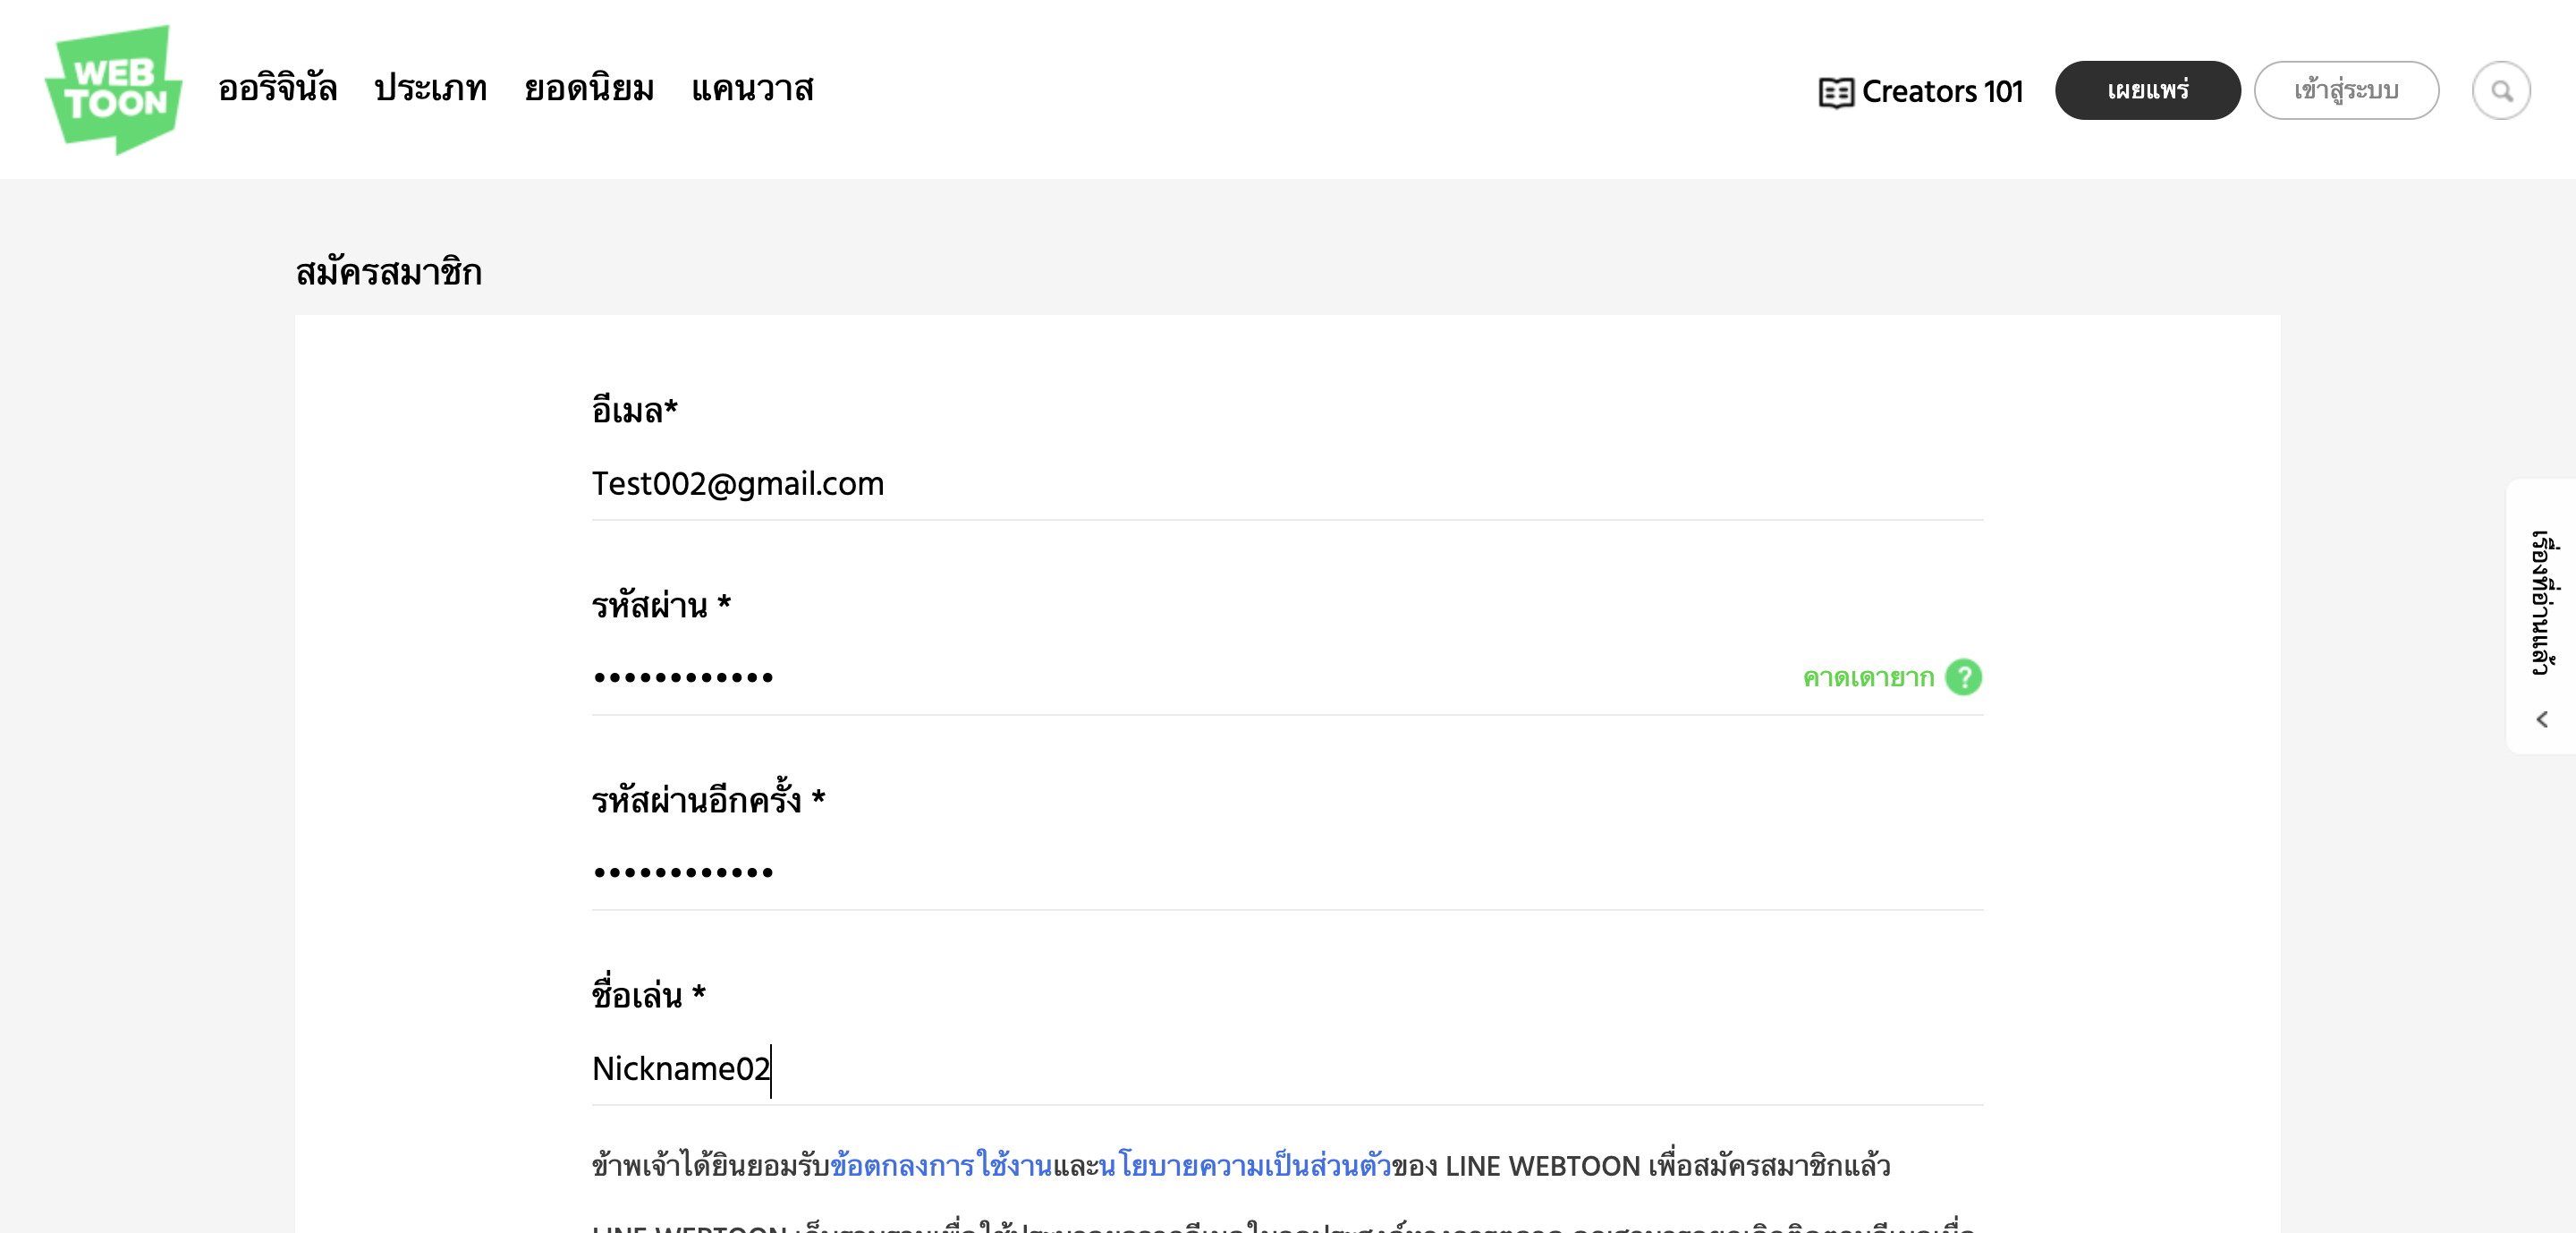 WEB
TOON
ออริจินัล ประเภท ยอดนิยม แคนวาส
Creators 101 เผยแพร่ เข้าสู่ระบบ
สมัครสมาชิก
อีเมล*
Test002@gmail.com
รหัสผ่าน *
•••••••••••• คาดเดายาก ?
รหัสผ่านอีกครั้ง *
••••••••••••
ชื่อเล่น *
Nickname02
ข้าพเจ้าได้ยินยอมรับข้อตกลงการใช้งานและนโยบายความเป็นส่วนตัวของ LINE WEBTOON เพื่อสมัครสมาชิกแล้ว
เรื่องที่อ่านแล้ว